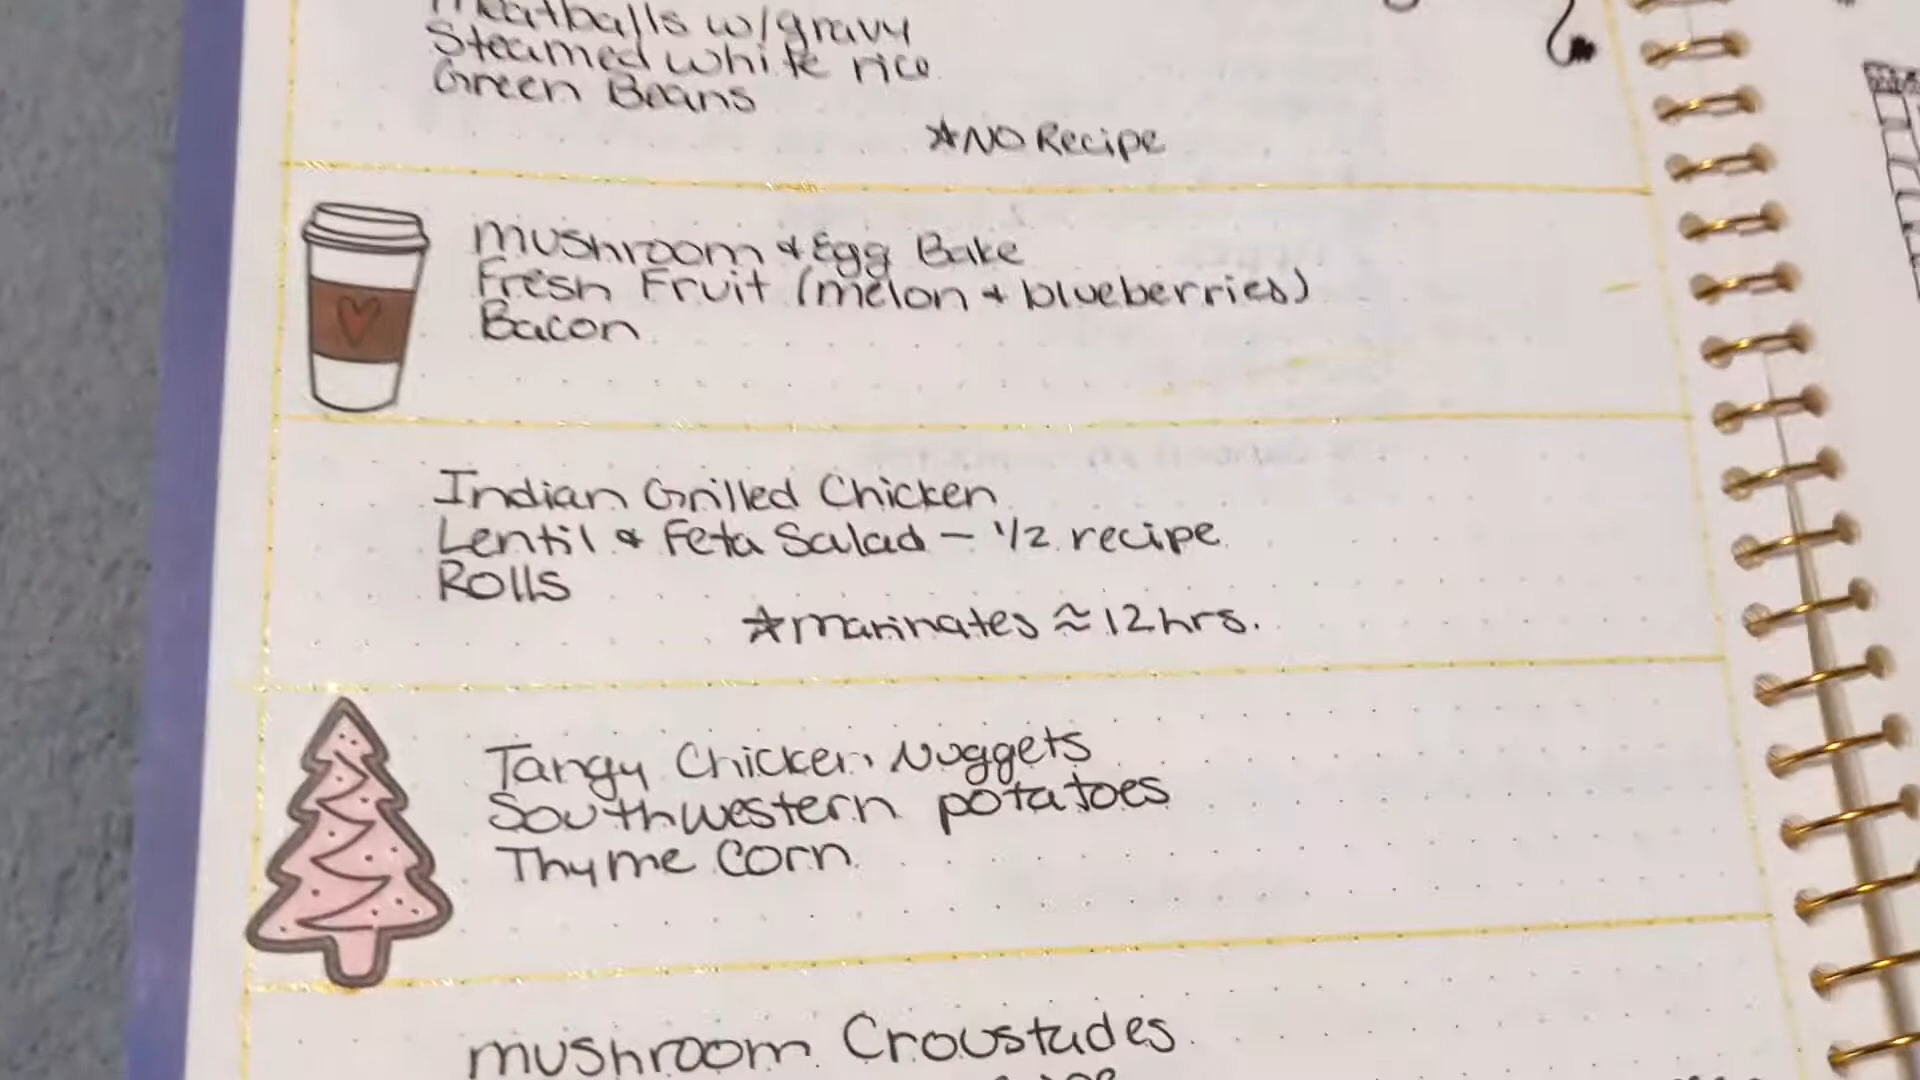 Meatballs w/gravy
Steamed white rice
Green Beans
☆NO Recipe
Mushroom & Egg Bake
Fresh Fruit (melon + blueberries)
Bacon
Indian Grilled Chicken
Lentil & Feta Salad – 1/2 recipe
Rolls
☆marinates ≈ 12 hrs.
Tangy Chicken Nuggets
Southwestern potatoes
Thyme Corn
mushroom Croustades